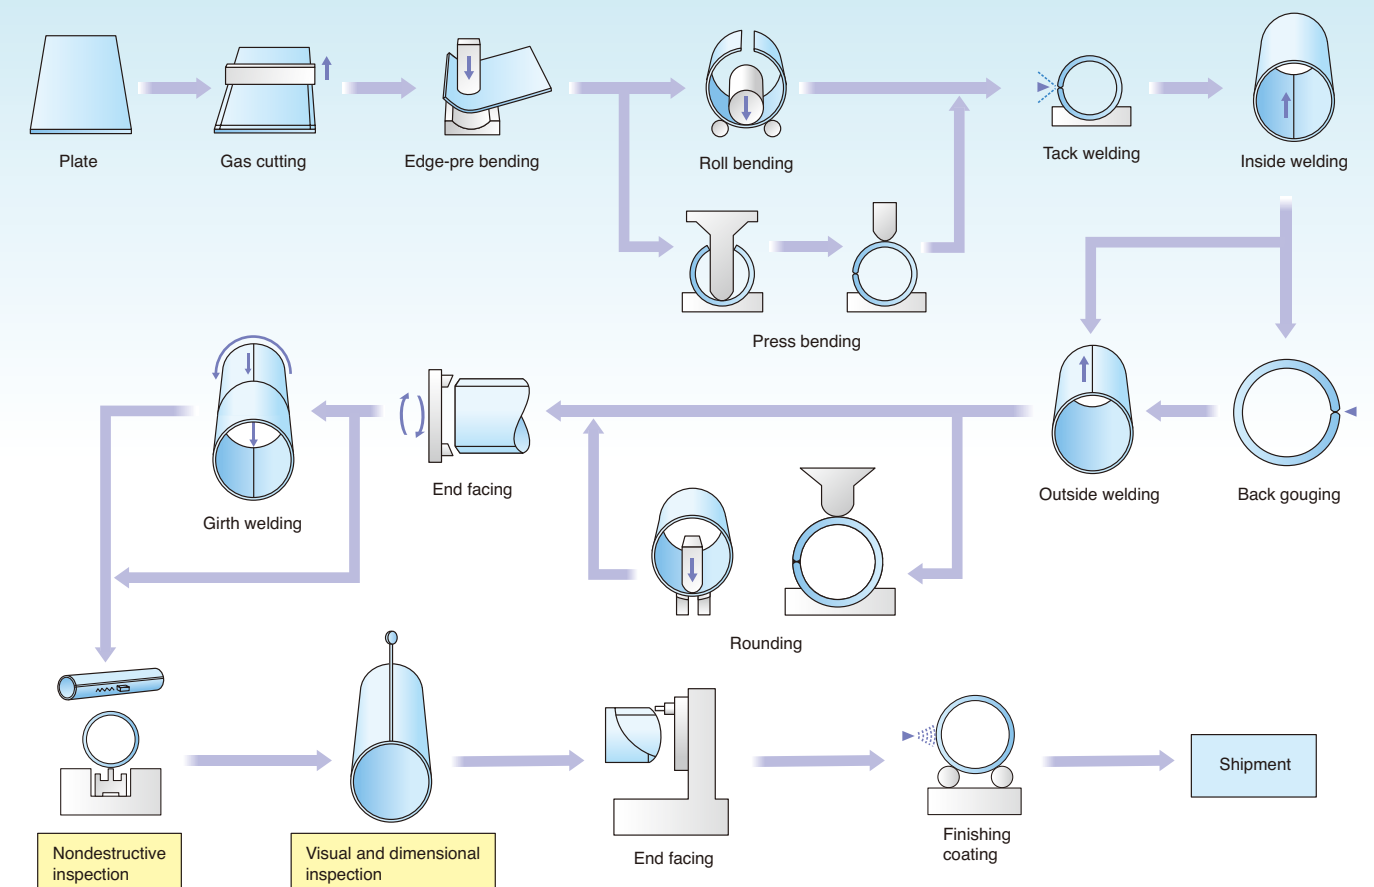 Plate
Gas cutting
Edge-pre bending
Roll bending
Tack welding
Inside welding
Press bending
Girth welding
End facing
Rounding
Outside welding
Back gouging
Nondestructive
inspection
Visual and dimensional
inspection
End facing
Finishing
coating
Shipment